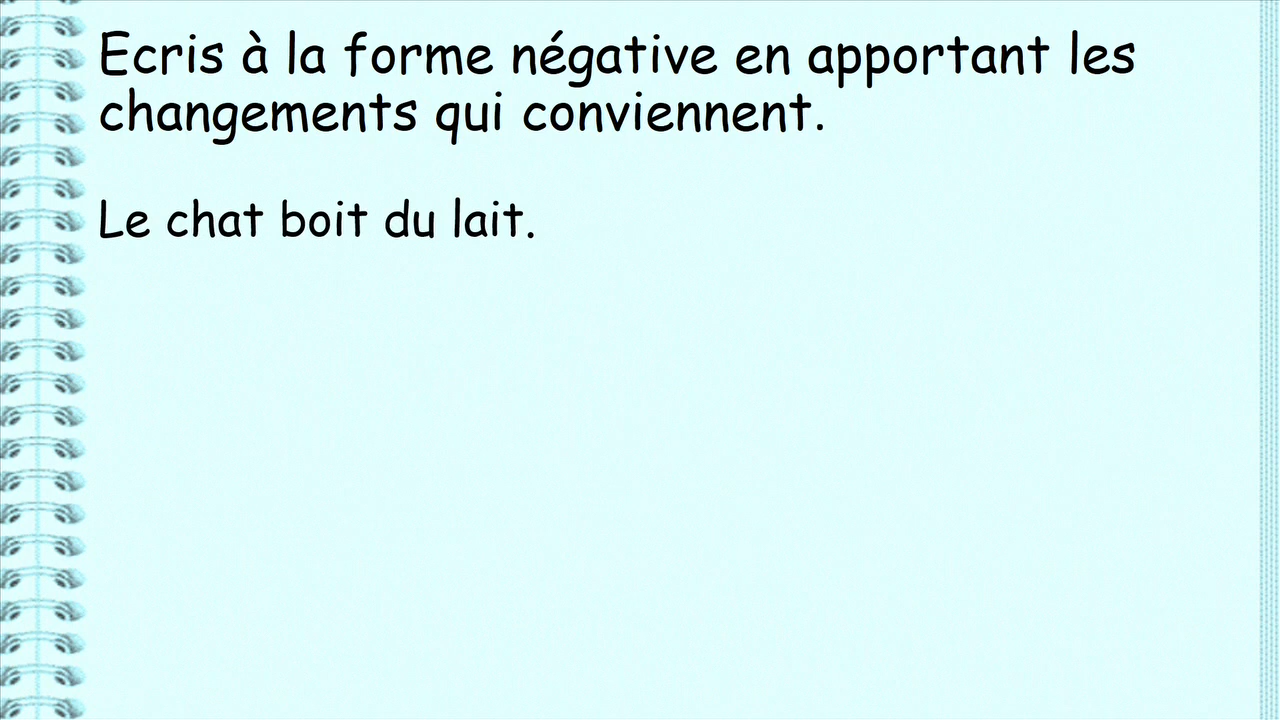 Ecris à la forme négative en apportant les
changements qui conviennent.
Le chat boit du lait.